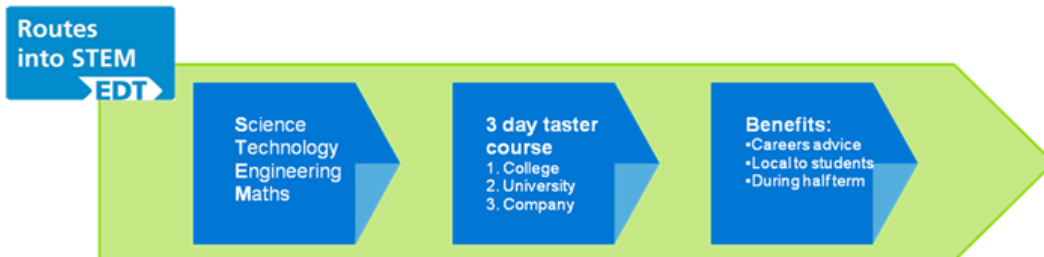 Routes
into STEM
EDT
Science
Technology
Engineering
Maths
3 day taster
course
1. College
2. University
3. Company
Benefits:
•Careers advice
•Local to students
•During half term